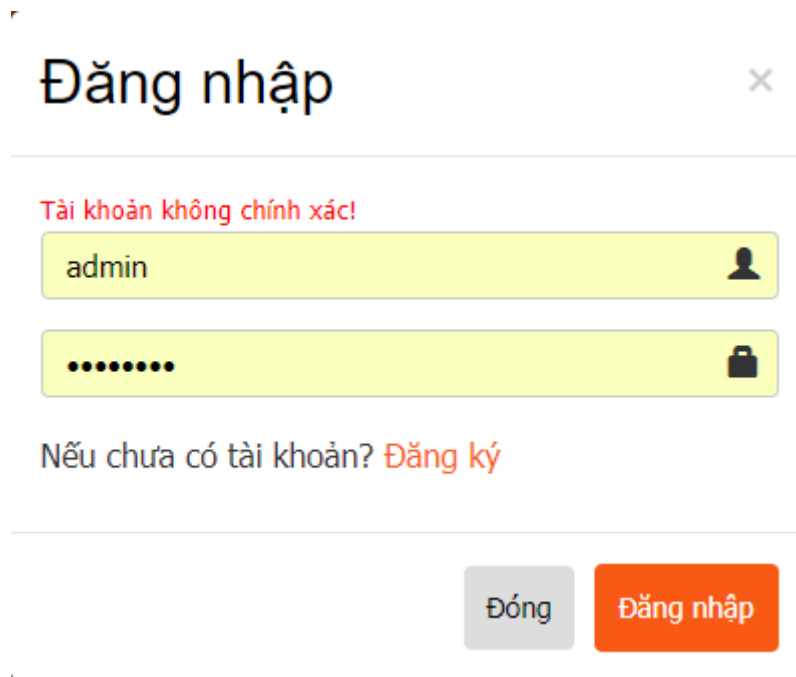 Đăng nhập ×
Tài khoản không chính xác!
admin
••••••••
Nếu chưa có tài khoản? Đăng ký
Đóng Đăng nhập